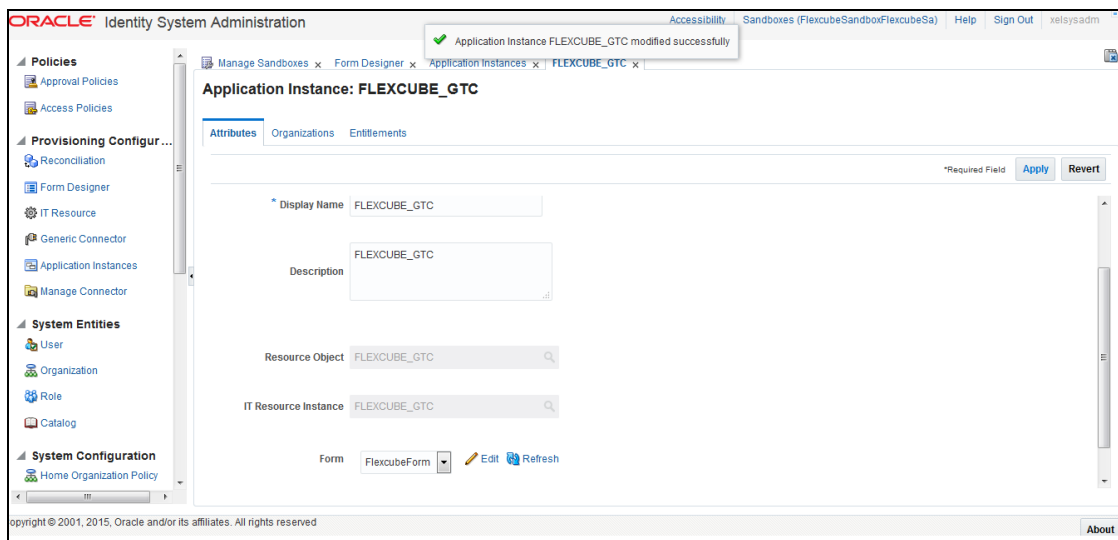 ORACLE® Identity System Administration
Accessibility Sandboxes (FlexcubeSandboxFlexcubeSa) Help Sign Out xelsysadm
Application Instance FLEXCUBE_GTC modified successfully
Policies
Approval Policies
Access Policies
Provisioning Configur...
Reconciliation
Form Designer
IT Resource
Generic Connector
Application Instances
Manage Connector
System Entities
User
Organization
Role
Catalog
System Configuration
Home Organization Policy
Manage Sandboxes x Form Designer x Application Instances x FLEXCUBE_GTC x
Application Instance: FLEXCUBE_GTC
Attributes Organizations Entitlements
*Required Field Apply Revert
* Display Name FLEXCUBE_GTC
Description FLEXCUBE_GTC
Resource Object FLEXCUBE_GTC
IT Resource Instance FLEXCUBE_GTC
Form FlexcubeForm Edit Refresh
opyright © 2001, 2015, Oracle and/or its affiliates. All rights reserved
About